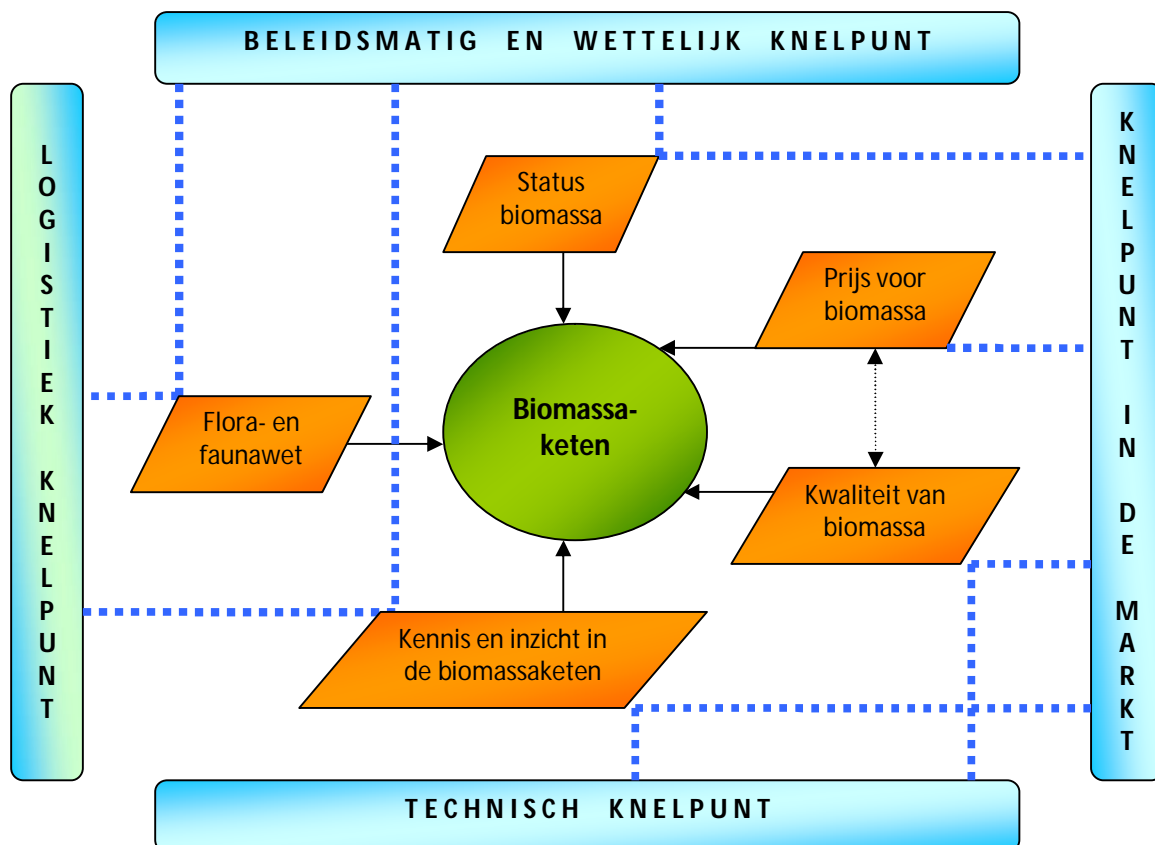 BELEIDSMATIG EN WETTELIJK KNELPUNT
LOGISTIEK KNELPUNT
KNELPUNT IN DE MARKT
Status
biomassa
Prijs voor
biomassa
Biomassa-
keten
Flora- en
faunawet
Kwaliteit van
biomassa
Kennis en inzicht in
de biomassaketen
TECHNISCH KNELPUNT